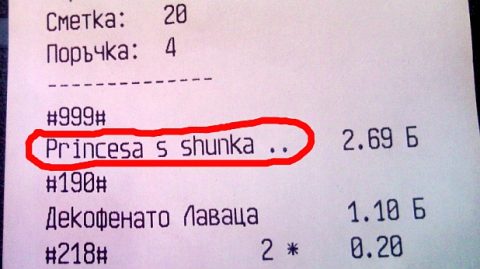 Сметка: 20
Поръчка: 4
--------------
#999#
Princesa s shunka .. 2.69 Б
#190#
Декофенато Лаваца 1.10 Б
#218# 2 * 0.20